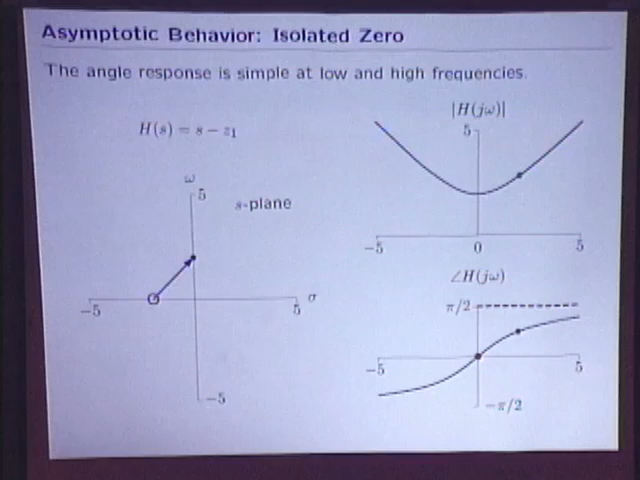 Asymptotic Behavior: Isolated Zero
The angle response is simple at low and high frequencies.
H(s) = s − z₁
|H(jω)|
5
−5
0
5
ω
5
s-plane
σ
−5
5
−5
∠H(jω)
π/2
−5
5
−π/2